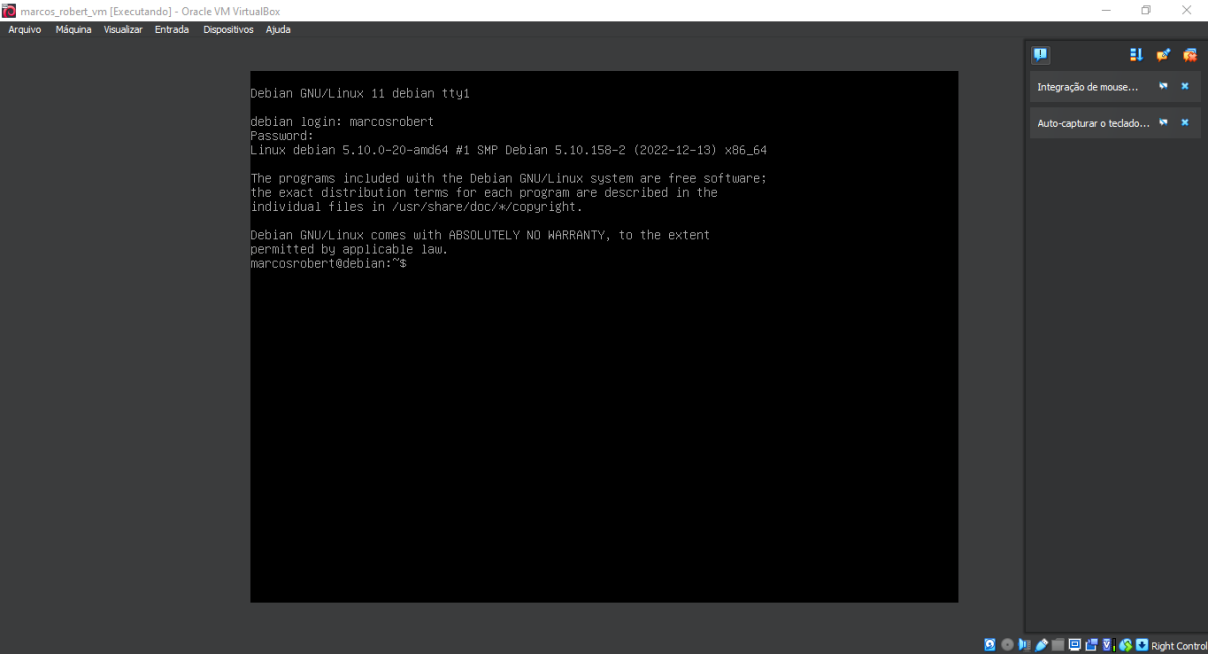 marcos_robert_vm [Executando] - Oracle VM VirtualBox
Arquivo Máquina Visualizar Entrada Dispositivos Ajuda
Integração de mouse...
Auto-capturar o teclado...
Debian GNU/Linux 11 debian tty1
debian login: marcosrobert
Password:
Linux debian 5.10.0-20-amd64 #1 SMP Debian 5.10.158-2 (2022-12-13) x86_64
The programs included with the Debian GNU/Linux system are free software;
the exact distribution terms for each program are described in the
individual files in /usr/share/doc/*/copyright.
Debian GNU/Linux comes with ABSOLUTELY NO WARRANTY, to the extent
permitted by applicable law.
marcosrobert@debian:~$
Right Control